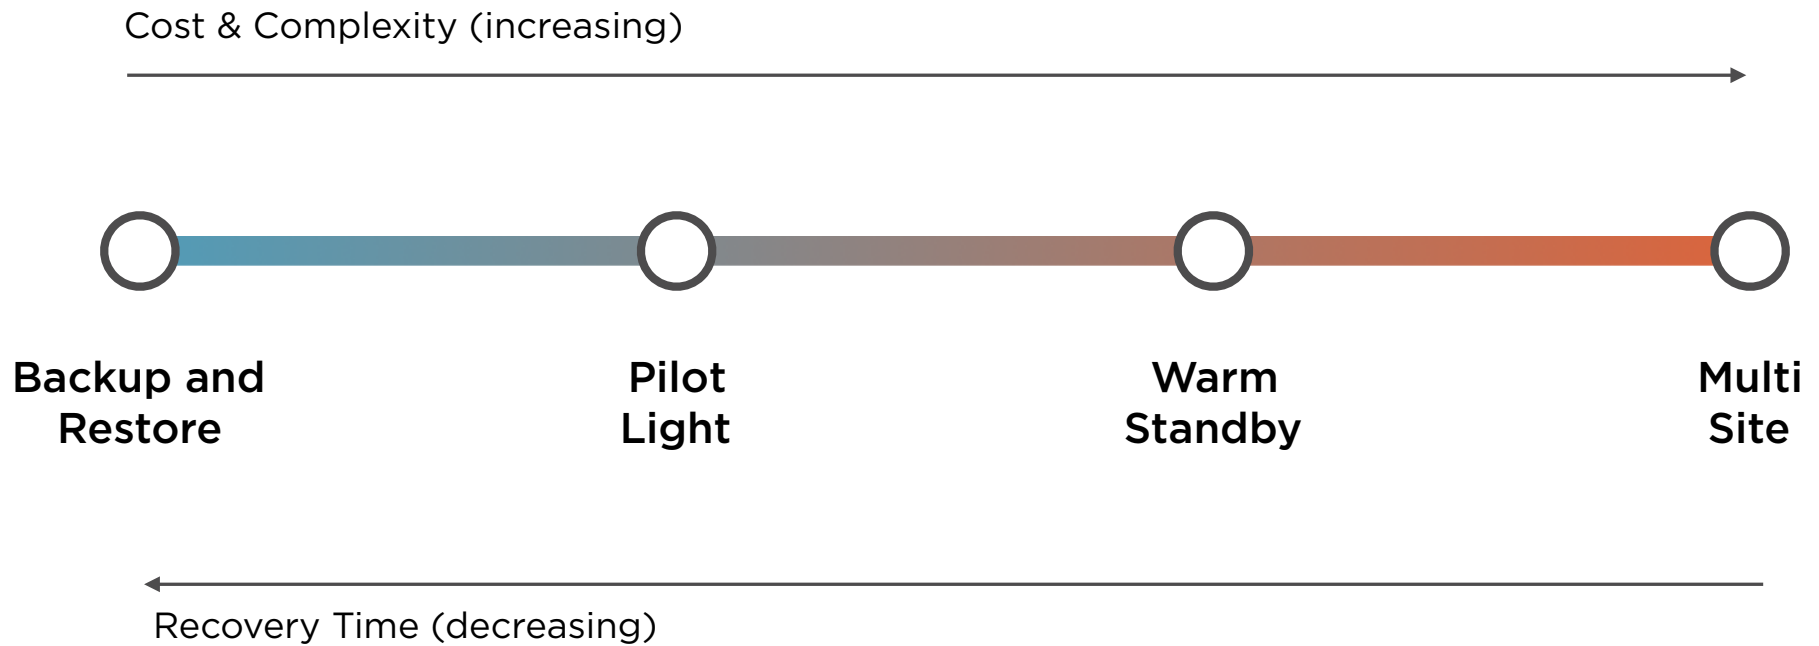 Cost & Complexity (increasing)
Backup and
Restore
Pilot
Light
Warm
Standby
Multi
Site
Recovery Time (decreasing)